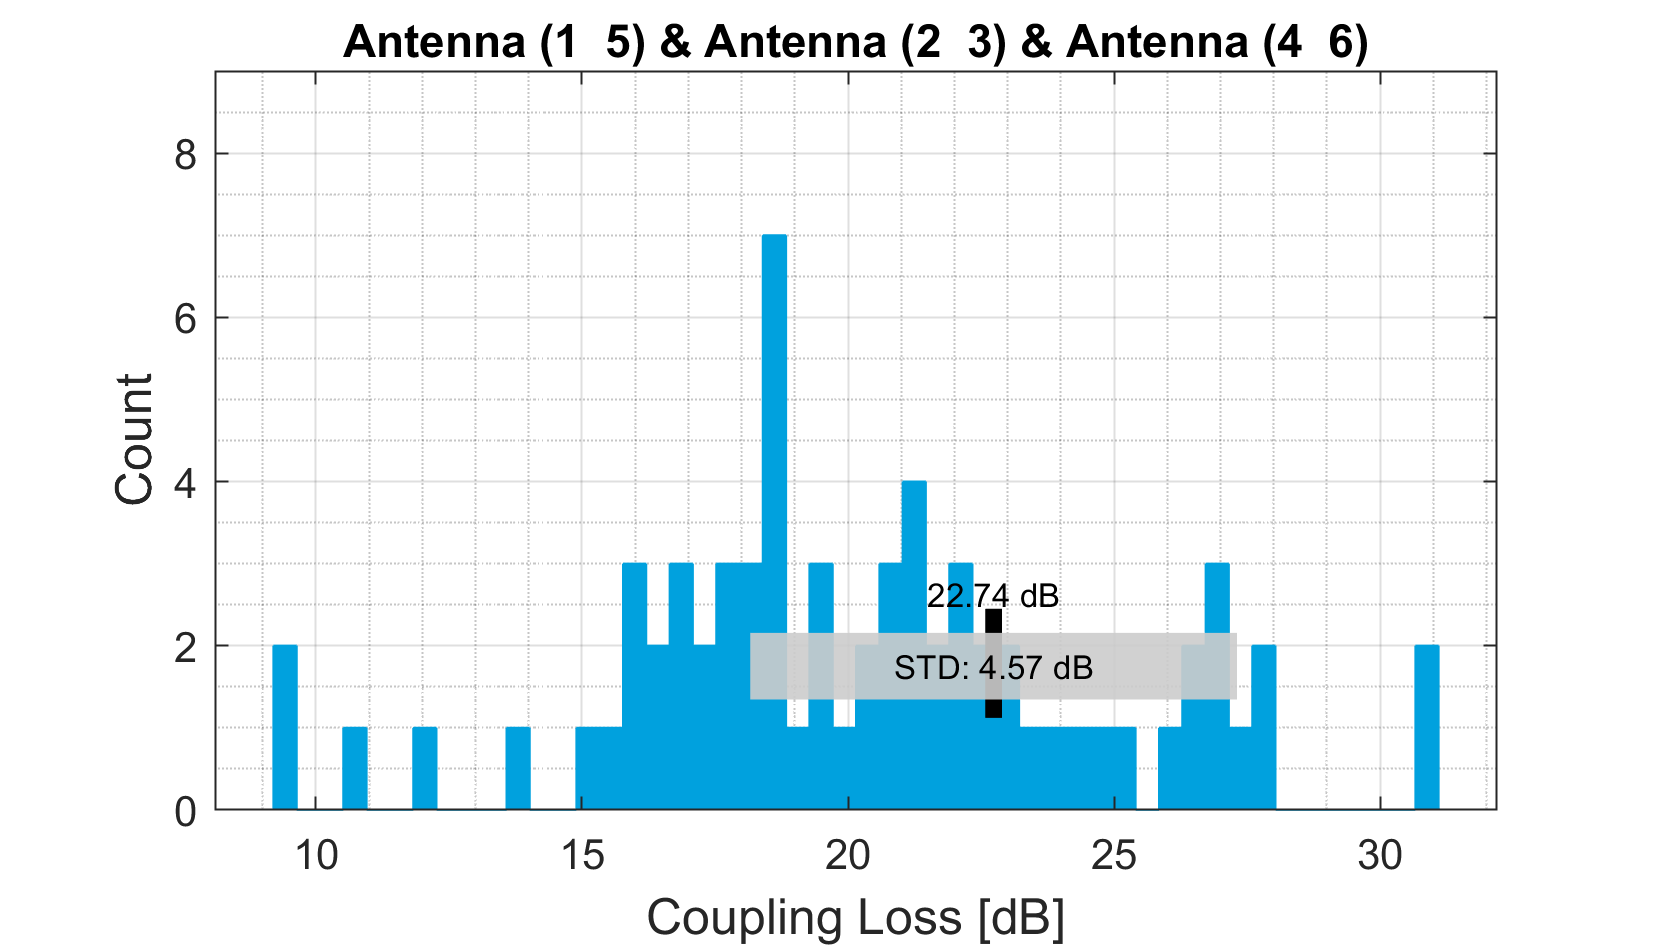 Antenna (1  5) & Antenna (2  3) & Antenna (4  6)
8
6
4
2
0
Count
22.74 dB
STD: 4.57 dB
10 15 20 25 30
Coupling Loss [dB]